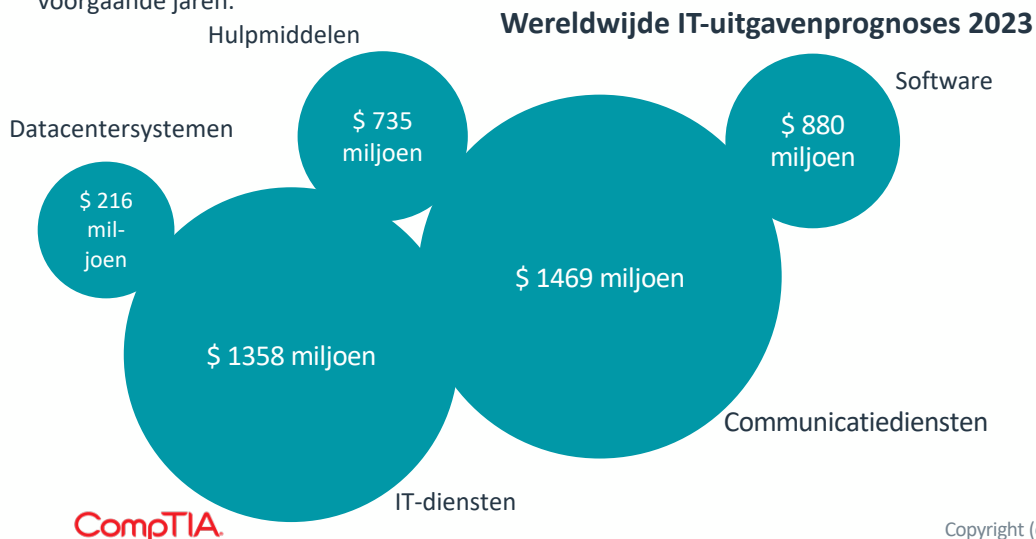 voorgaande jaren.
Wereldwijde IT-uitgavenprognoses 2023
Hulpmiddelen
Software
Datacentersystemen
$ 735
miljoen
$ 880
miljoen
$ 216
mil-
joen
$ 1469 miljoen
$ 1358 miljoen
Communicatiediensten
IT-diensten
CompTIA.
Copyright (